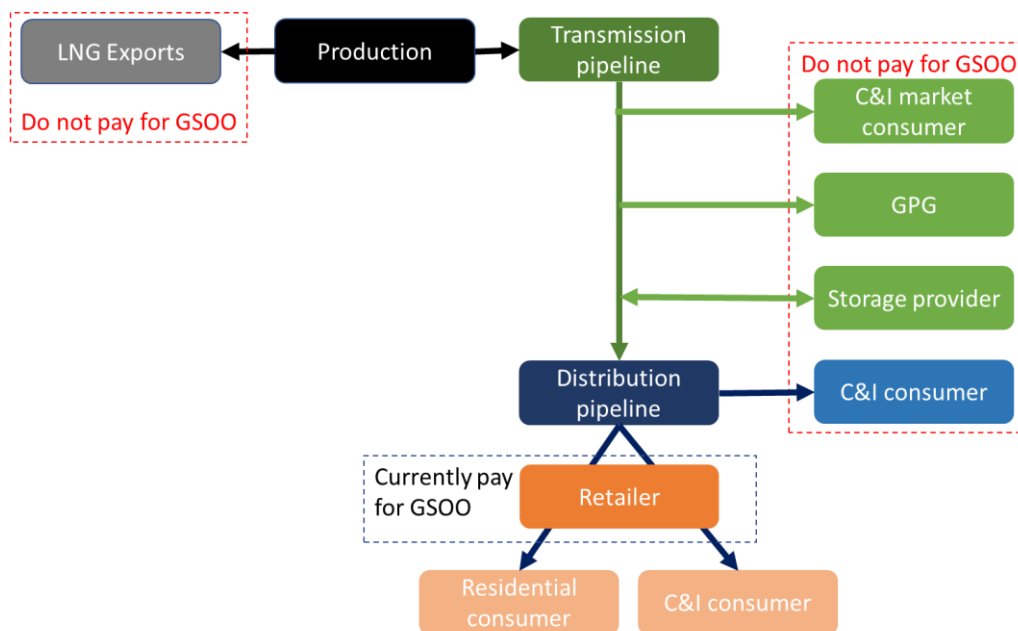 LNG Exports
Production
Transmission
pipeline
Do not pay for GSOO
Do not pay for GSOO
C&I market
consumer
GPG
Storage provider
Distribution
pipeline
C&I consumer
Currently pay
for GSOO
Retailer
Residential
consumer
C&I consumer